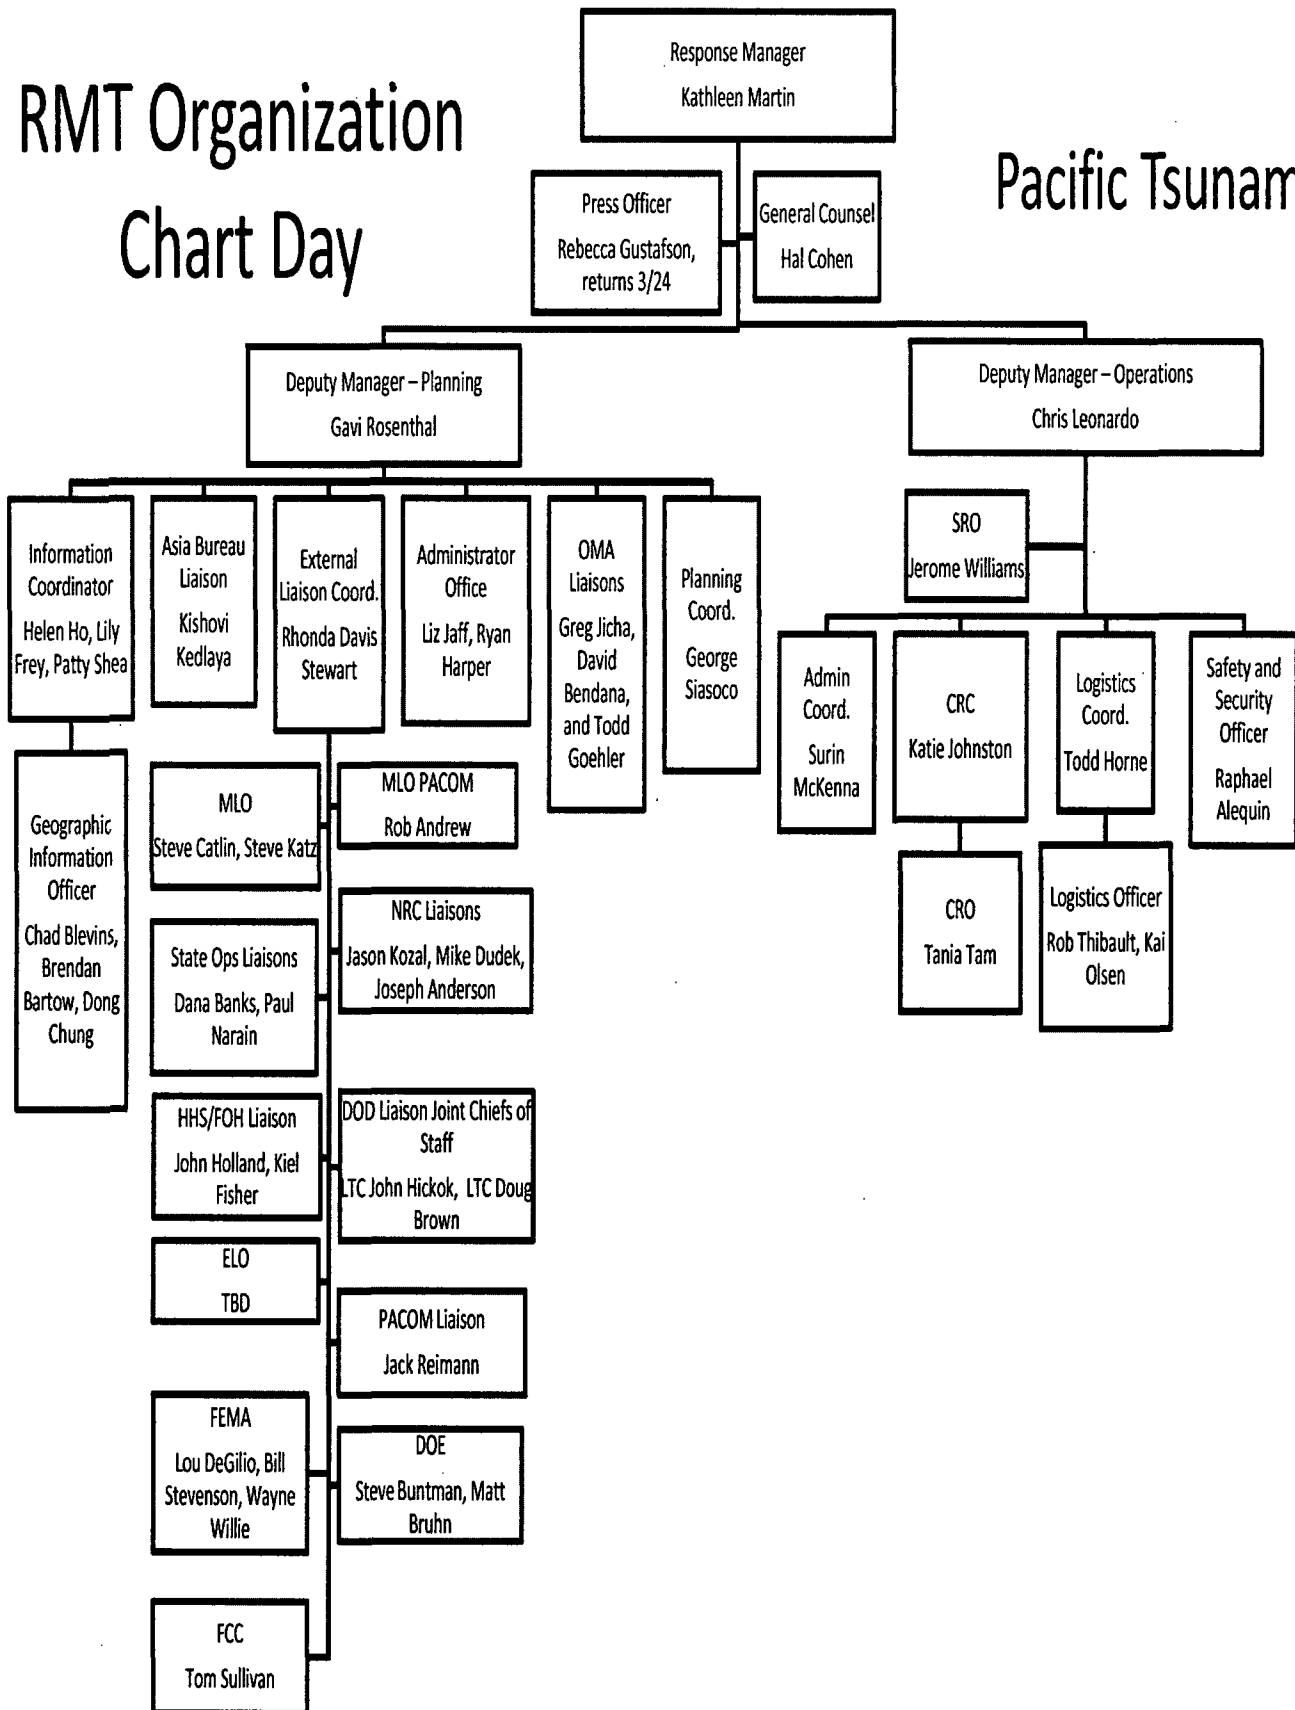 RMT Organization
Chart Day
Pacific Tsunam
Response Manager
Kathleen Martin
Press Officer
Rebecca Gustafson,
returns 3/24
General Counsel
Hal Cohen
Deputy Manager – Planning
Gavi Rosenthal
Deputy Manager – Operations
Chris Leonardo
Information
Coordinator
Helen Ho, Lily
Frey, Patty Shea
Asia Bureau
Liaison
Kishovi
Kedlaya
External
Liaison Coord.
Rhonda Davis
Stewart
Administrator
Office
Liz Jaff, Ryan
Harper
OMA
Liaisons
Greg Jicha,
David
Bendana,
and Todd
Goehler
Planning
Coord.
George
Siasoco
SRO
Jerome Williams
Admin
Coord.
Surin
McKenna
CRC
Katie Johnston
Logistics
Coord.
Todd Horne
Safety and
Security
Officer
Raphael
Alequin
Geographic
Information
Officer
Chad Blevins,
Brendan
Bartow, Dong
Chung
MLO
Steve Catlin, Steve Katz
MLO PACOM
Rob Andrew
CRO
Tania Tam
Logistics Officer
Rob Thibault, Kai
Olsen
State Ops Liaisons
Dana Banks, Paul
Narain
NRC Liaisons
Jason Kozal, Mike Dudek,
Joseph Anderson
HHS/FOH Liaison
John Holland, Kiel
Fisher
DOD Liaison Joint Chiefs of
Staff
LTC John Hickok, LTC Doug
Brown
ELO
TBD
PACOM Liaison
Jack Reimann
FEMA
Lou DeGilio, Bill
Stevenson, Wayne
Willie
DOE
Steve Buntman, Matt
Bruhn
FCC
Tom Sullivan